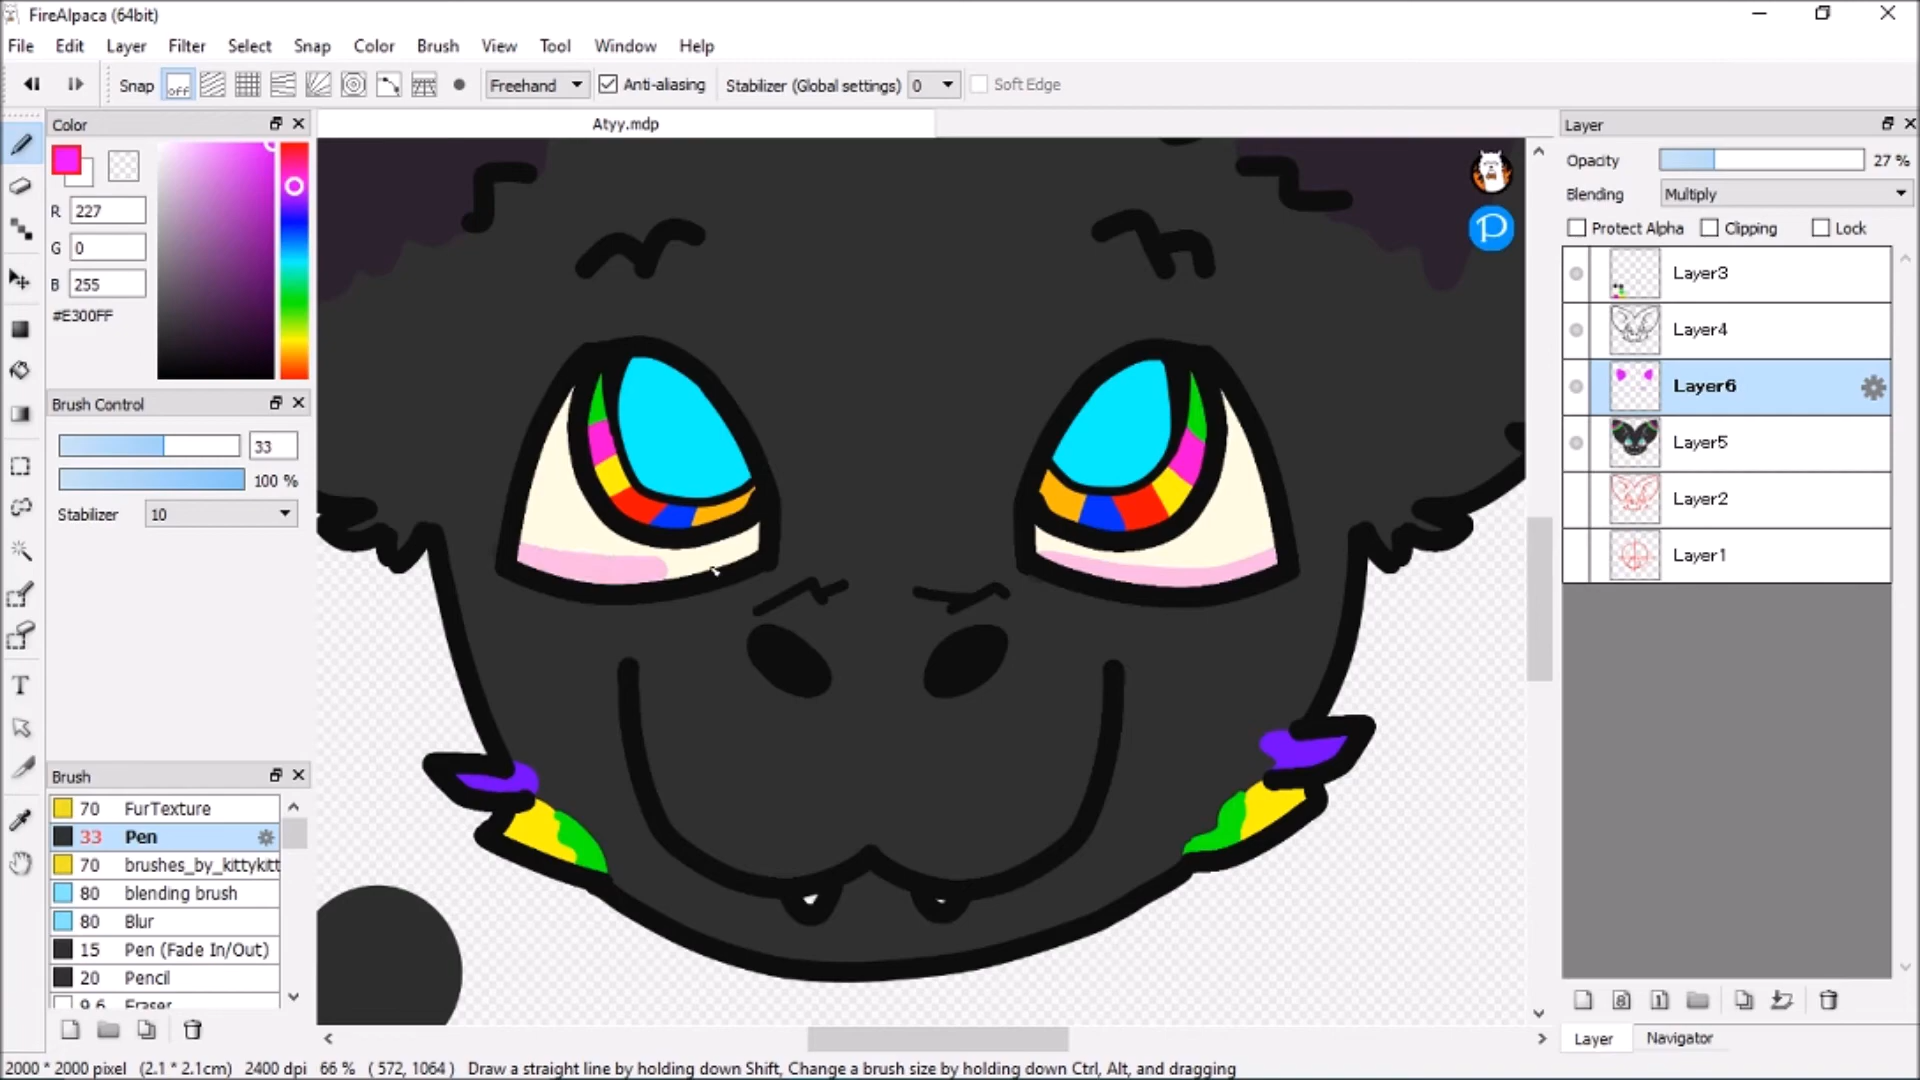 FireAlpaca (64bit)
File Edit Layer Filter Select Snap Color Brush View Tool Window Help
Snap off Freehand Anti-aliasing Stabilizer (Global settings) 0 Soft Edge
Color
Atyy.mdp
Layer
R 227
G 0
B 255
#E300FF
Opacity 27 %
Blending Multiply
Protect Alpha Clipping Lock
P
Layer3
Layer4
Layer6
Layer5
Layer2
Layer1
Brush Control
33
100 %
Stabilizer 10
Brush
70 FurTexture
33 Pen
70 brushes_by_kittykitt
80 blending brush
80 Blur
15 Pen (Fade In/Out)
20 Pencil
9.6 Eraser
8 1
Layer Navigator
2000 * 2000 pixel (2.1 * 2.1cm) 2400 dpi 66 % ( 572, 1064 ) Draw a straight line by holding down Shift, Change a brush size by holding down Ctrl, Alt, and dragging